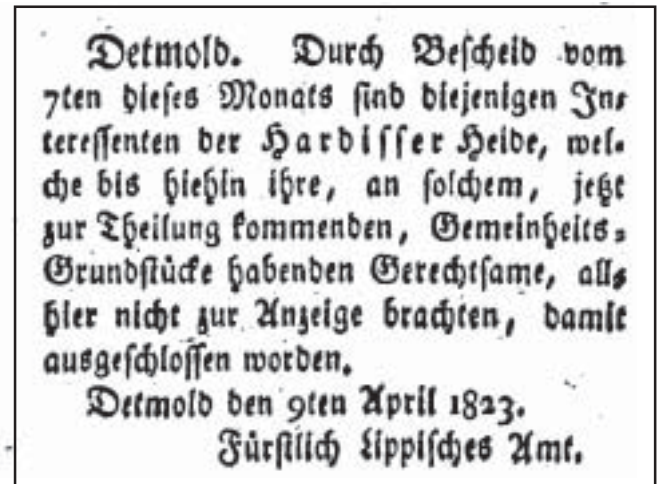 Detmold. Durch Bescheid vom
7ten dieses Monats sind diejenigen In-
teressenten der Hardisser Heide, wel-
che bis hiehin ihre, an solchem, jetzt
zur Theilung kommenden, Gemeinheits-
Grundstücke habenden Gerechtsame, all-
hier nicht zur Anzeige brachten, damit
ausgeschlossen worden.
Detmold den 9ten April 1823.
Fürstlich Lippisches Amt.